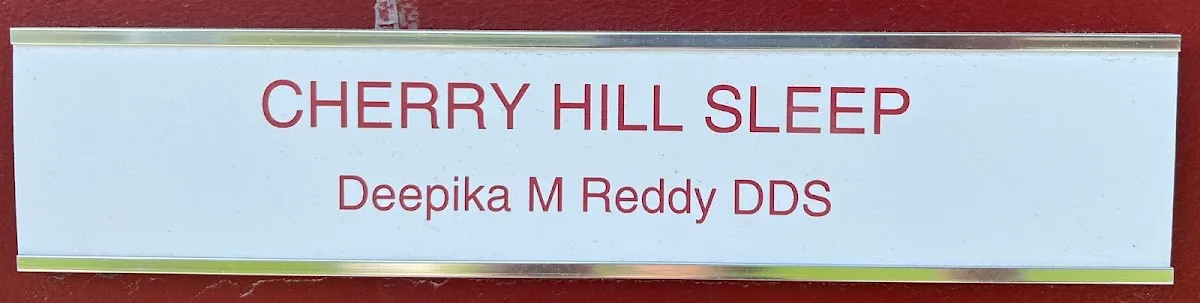 CHERRY HILL SLEEP
Deepika M Reddy DDS